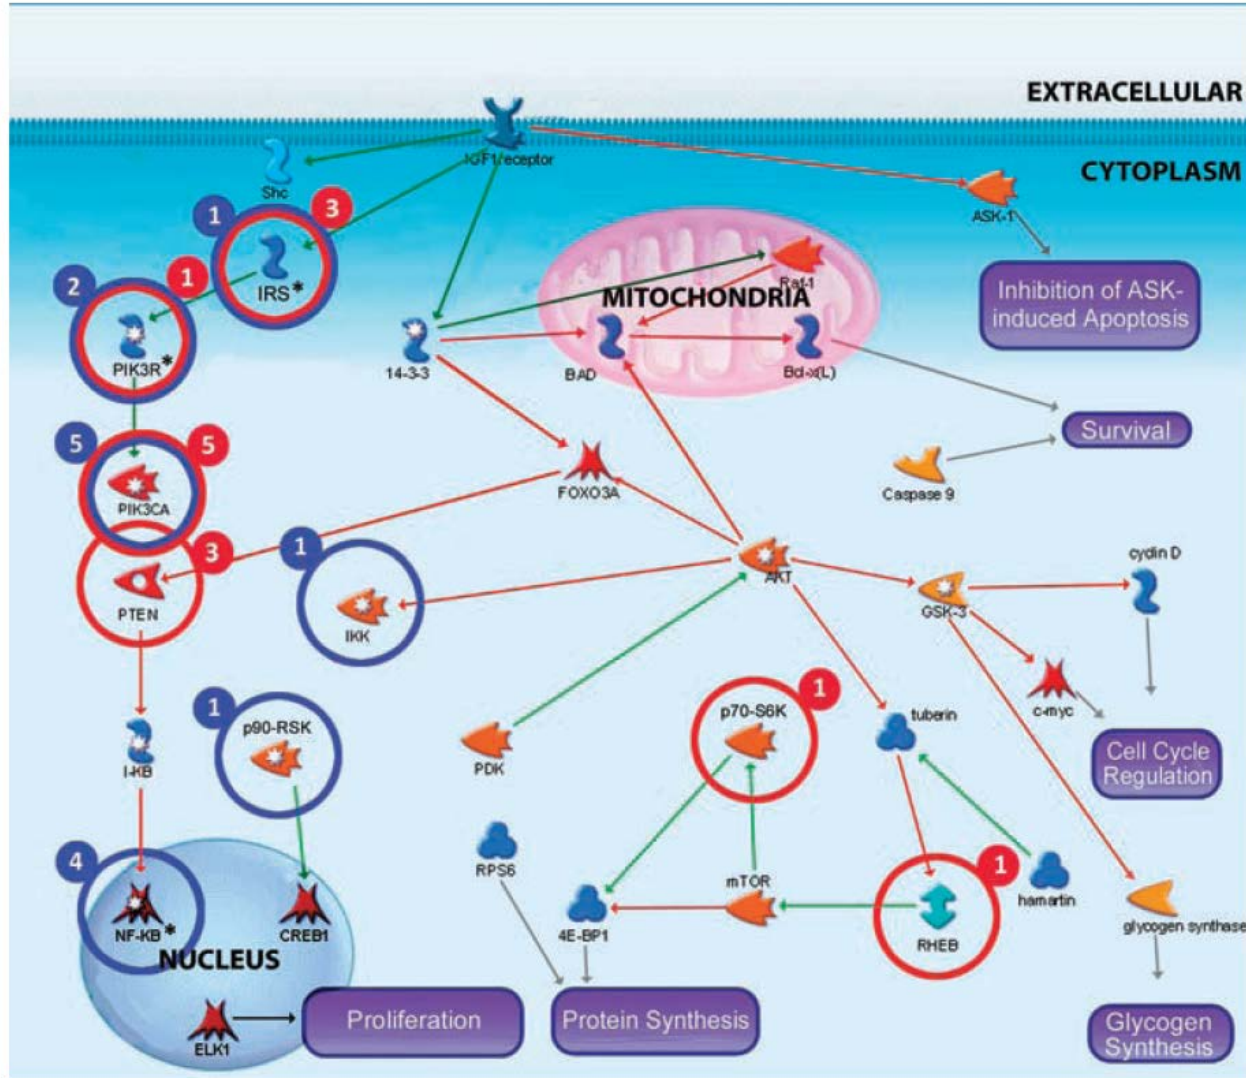 EXTRACELLULAR
IGF1receptor
CYTOPLASM
Shc
ASK-1
1
3
IRS*
2
1
PIK3R*
Raf-1
MITOCHONDRIA
Inhibition of ASK-
induced Apoptosis
14-3-3
BAD
Bcl-x(L)
Survival
5
5
PIK3CA
FOXO3A
Caspase 9
1
3
PTEN
IKK
AKT
GSK-3
cyclin D
c-myc
1
p90-RSK
1
p70-S6K
tuberin
I-KB
PDK
Cell Cycle
Regulation
4
NF-KB*
CREB1
NUCLEUS
RPS6
4E-BP1
mTOR
1
RHEB
hamartin
glycogen synthase
ELK1
Proliferation
Protein Synthesis
Glycogen
Synthesis